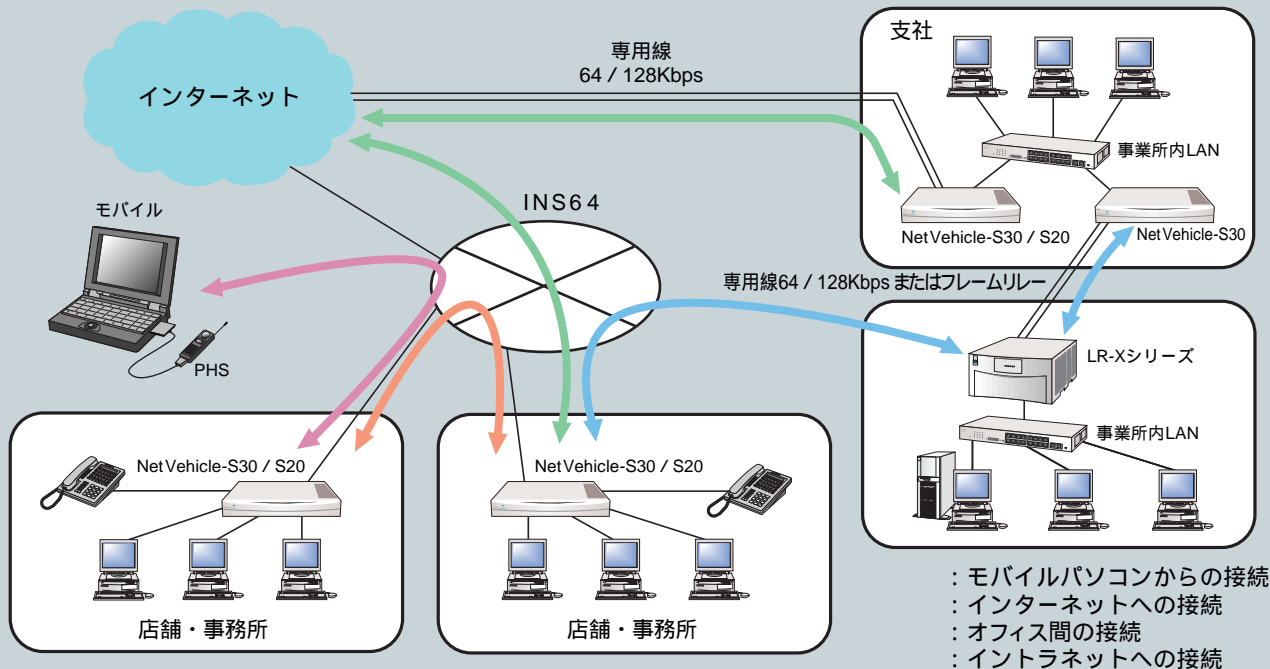 支社
専用線
64 / 128Kbps
インターネット
事業所内LAN
モバイル
INS64
NetVehicle-S30 / S20
NetVehicle-S30
専用線64 / 128Kbps またはフレームリレー
LR-Xシリーズ
PHS
事業所内LAN
NetVehicle-S30 / S20
NetVehicle-S30 / S20
店舗・事務所
店舗・事務所
:モバイルパソコンからの接続
:インターネットへの接続
:オフィス間の接続
:イントラネットへの接続